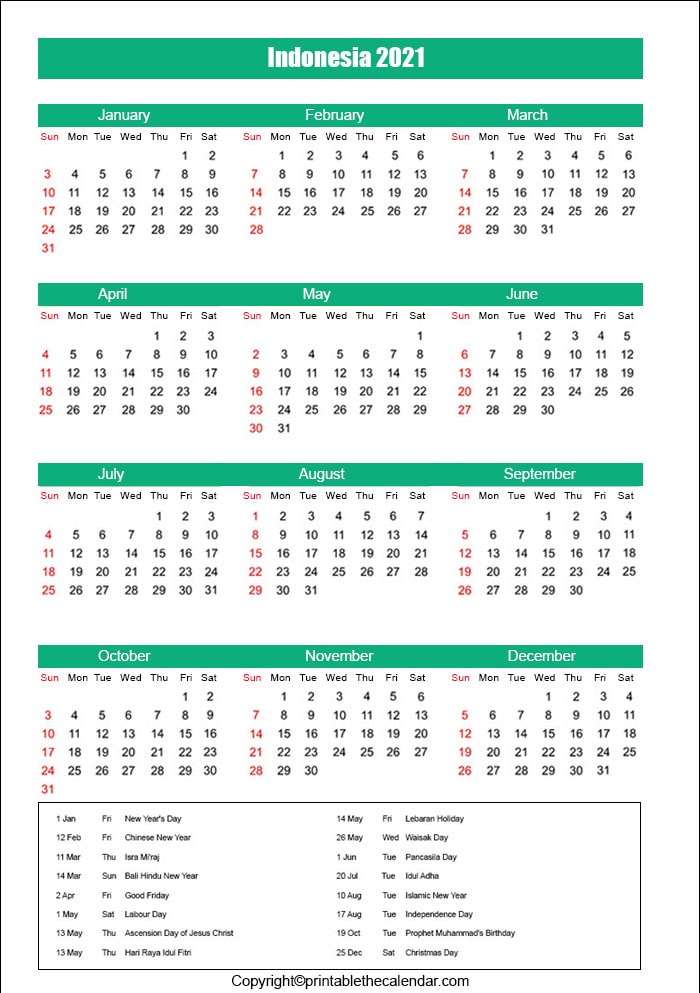 Indonesia 2021
January February March
Sun Mon Tue Wed Thu Fri Sat Sun Mon Tue Wed Thu Fri Sat Sun Mon Tue Wed Thu Fri Sat
1 2 1 2 3 4 5 6 1 2 3 4 5 6
3 4 5 6 7 8 9 7 8 9 10 11 12 13 7 8 9 10 11 12 13
10 11 12 13 14 15 16 14 15 16 17 18 19 20 14 15 16 17 18 19 20
17 18 19 20 21 22 23 21 22 23 24 25 26 27 21 22 23 24 25 26 27
24 25 26 27 28 29 30 28 28 29 30 31
31
April May June
Sun Mon Tue Wed Thu Fri Sat Sun Mon Tue Wed Thu Fri Sat Sun Mon Tue Wed Thu Fri Sat
1 2 3 1 1 2 3 4 5
4 5 6 7 8 9 10 2 3 4 5 6 7 8 6 7 8 9 10 11 12
11 12 13 14 15 16 17 9 10 11 12 13 14 15 13 14 15 16 17 18 19
18 19 20 21 22 23 24 16 17 18 19 20 21 22 20 21 22 23 24 25 26
25 26 27 28 29 30 23 24 25 26 27 28 29 27 28 29 30
30 31
July August September
Sun Mon Tue Wed Thu Fri Sat Sun Mon Tue Wed Thu Fri Sat Sun Mon Tue Wed Thu Fri Sat
1 2 3 1 2 3 4 5 6 7 1 2 3 4
4 5 6 7 8 9 10 8 9 10 11 12 13 14 5 6 7 8 9 10 11
11 12 13 14 15 16 17 15 16 17 18 19 20 21 12 13 14 15 16 17 18
18 19 20 21 22 23 24 22 23 24 25 26 27 28 19 20 21 22 23 24 25
25 26 27 28 29 30 31 29 30 31 26 27 28 29 30
October November December
Sun Mon Tue Wed Thu Fri Sat Sun Mon Tue Wed Thu Fri Sat Sun Mon Tue Wed Thu Fri Sat
1 2 1 2 3 4 5 6 1 2 3 4
3 4 5 6 7 8 9 7 8 9 10 11 12 13 5 6 7 8 9 10 11
10 11 12 13 14 15 16 14 15 16 17 18 19 20 12 13 14 15 16 17 18
17 18 19 20 21 22 23 21 22 23 24 25 26 27 19 20 21 22 23 24 25
24 25 26 27 28 29 30 28 29 30 26 27 28 29 30 31
31
1 Jan Fri New Year's Day 14 May Fri Lebaran Holiday
12 Feb Fri Chinese New Year 26 May Wed Waisak Day
11 Mar Thu Isra Mi'raj 1 Jun Tue Pancasila Day
14 Mar Sun Bali Hindu New Year 20 Jul Tue Idul Adha
2 Apr Fri Good Friday 10 Aug Tue Islamic New Year
1 May Sat Labour Day 17 Aug Tue Independence Day
13 May Thu Ascension Day of Jesus Christ 19 Oct Tue Prophet Muhammad's Birthday
13 May Thu Hari Raya Idul Fitri 25 Dec Sat Christmas Day
Copyright©printablethecalendar.com